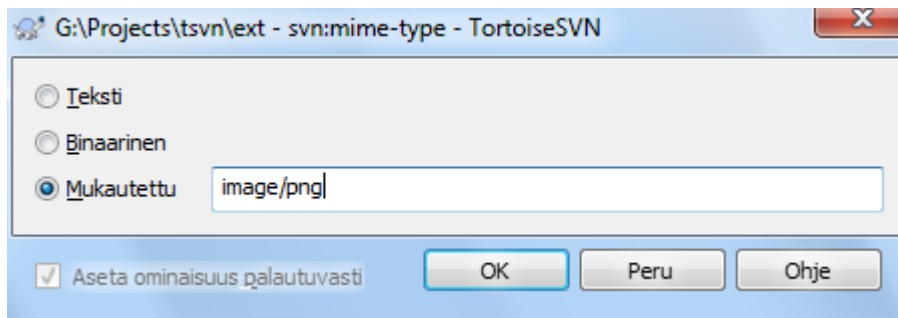 G:\Projects\tsvn\ext - svn:mime-type - TortoiseSVN
Teksti
Binaarinen
Mukautettu image/png
Aseta ominaisuus palautuvasti OK Peru Ohje